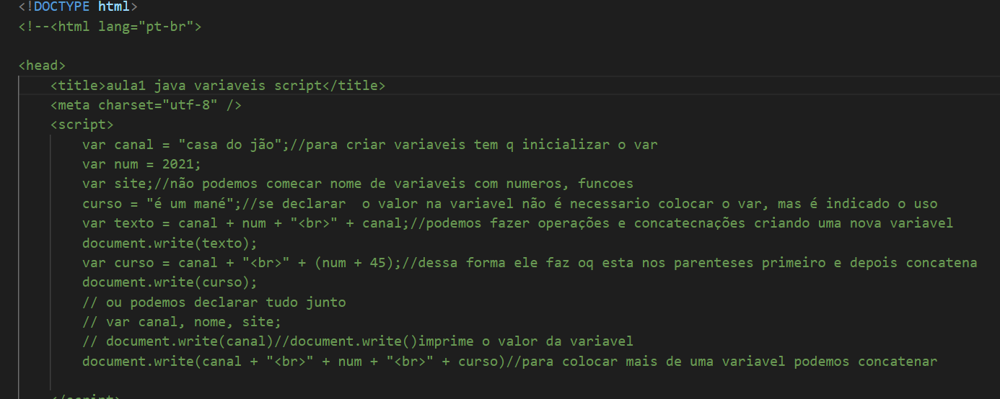 <!DOCTYPE html>
<!--<html lang="pt-br">
<head>
<title>aula1 java variaveis script</title>
<meta charset="utf-8" />
<script>
var canal = "casa do jão";//para criar variaveis tem q inicializar o var
var num = 2021;
var site;//não podemos comecar nome de variaveis com numeros, funcoes
curso = "é um mané";//se declarar  o valor na variavel não é necessario colocar o var, mas é indicado o uso
var texto = canal + num + "<br>" + canal;//podemos fazer operações e concatecnações criando uma nova variavel
document.write(texto);
var curso = canal + "<br>" + (num + 45);//dessa forma ele faz oq esta nos parenteses primeiro e depois concatena
document.write(curso);
// ou podemos declarar tudo junto
// var canal, nome, site;
// document.write(canal)//document.write()imprime o valor da variavel
document.write(canal + "<br>" + num + "<br>" + curso)//para colocar mais de uma variavel podemos concatenar
</script>